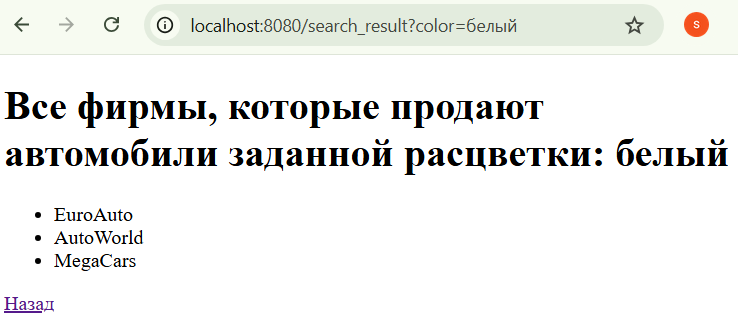 localhost:8080/search_result?color=белый
S
Все фирмы, которые продают
автомобили заданной расцветки: белый
EuroAuto
AutoWorld
MegaCars
Назад